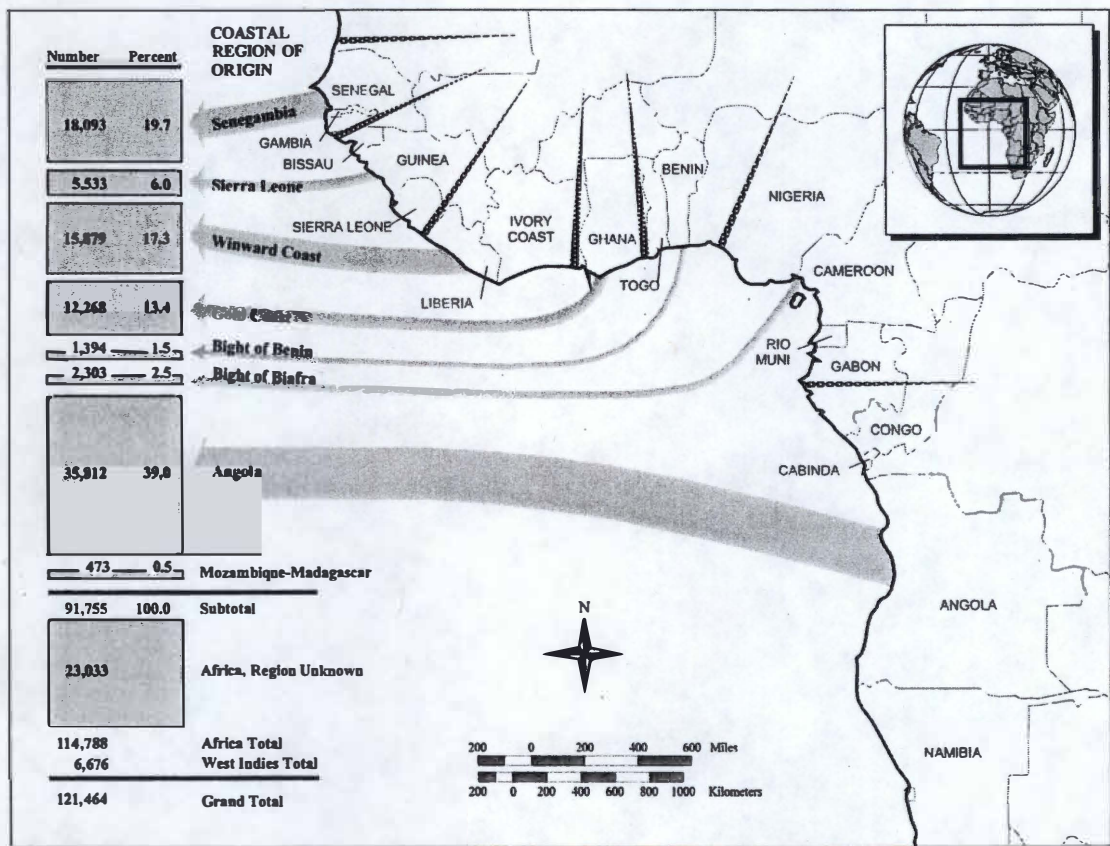 COASTAL
REGION OF
ORIGIN
Number Percent
18,093 19.7 Senegambia
5,533 6.0 Sierra Leone
15,879 17.3 Winward Coast
12,268 13.4
1,394 1.5 Bight of Benin
2,303 2.5 Bight of Biafra
35,812 39.0 Angola
473 0.5 Mozambique-Madagascar
91,755 100.0 Subtotal
23,033 Africa, Region Unknown
114,788 Africa Total
6,676 West Indies Total
121,464 Grand Total
SENEGAL
GAMBIA
BISSAU
GUINEA
SIERRA LEONE
LIBERIA
IVORY
COAST
GHANA
TOGO
BENIN
NIGERIA
CAMEROON
RIO
MUNI
GABON
CONGO
CABINDA
ANGOLA
NAMIBIA
N
200 0 200 400 600 Miles
200 0 200 400 600 800 1000 Kilometers